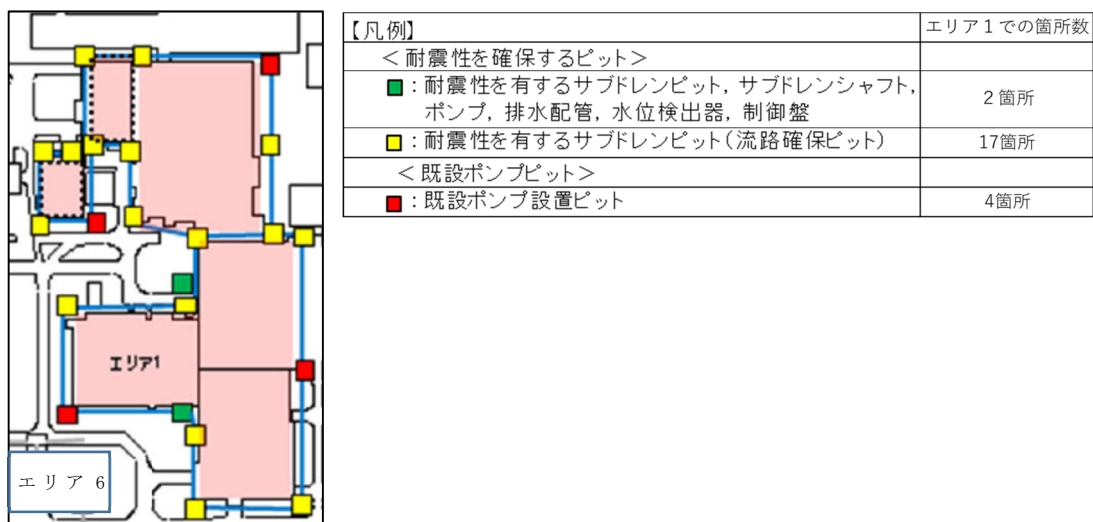 エリア1
エリア 6
【凡例】 エリア1での箇所数
＜耐震性を確保するピット＞
：耐震性を有するサブドレンピット，サブドレンシャフト， 2箇所
ポンプ，排水配管，水位検出器，制御盤
：耐震性を有するサブドレンピット（流路確保ピット） 17箇所
＜既設ポンプピット＞
：既設ポンプ設置ピット 4箇所